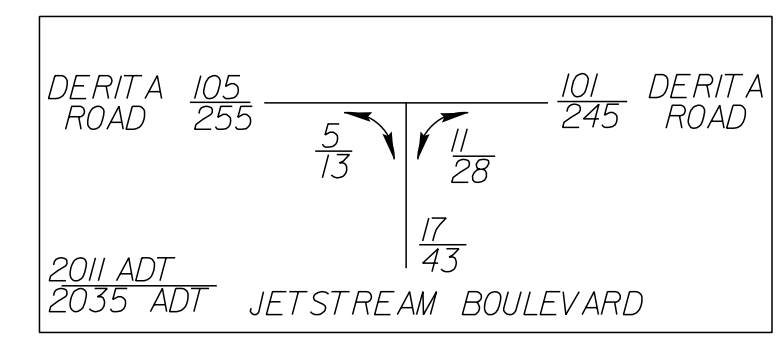 DERITA ROAD
105
255
101
245
DERITA ROAD
5
13
11
28
17
43
2011 ADT
2035 ADT
JETSTREAM BOULEVARD